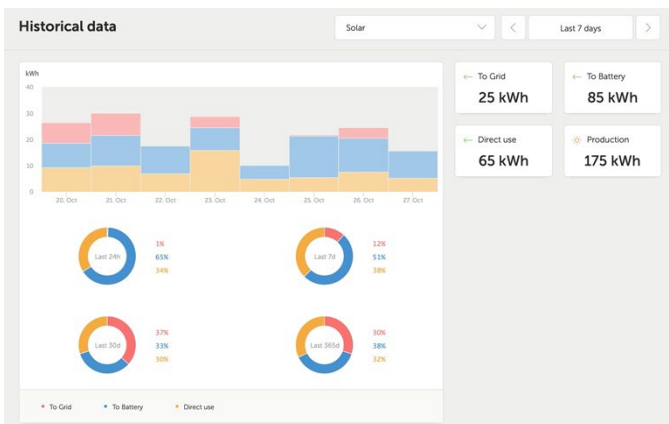 Historical data
Solar
Last 7 days
kWh
40
30
20
10
0
20. Oct
21. Oct
22. Oct
23. Oct
24. Oct
25. Oct
26. Oct
27. Oct
← To Grid
25 kWh
← To Battery
85 kWh
← Direct use
65 kWh
Production
175 kWh
Last 24h
1%
65%
34%
Last 7d
12%
51%
38%
Last 30d
37%
33%
30%
Last 365d
30%
38%
32%
To Grid
To Battery
Direct use